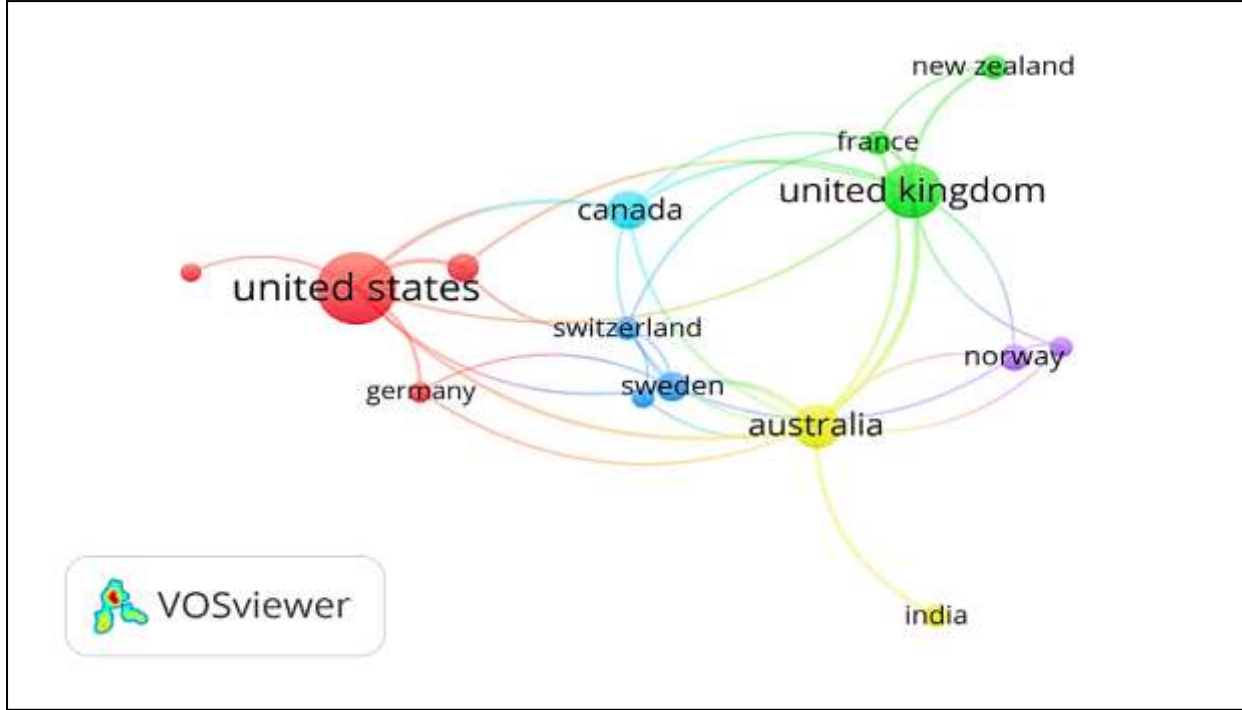 new zealand
france
united kingdom
canada
united states
switzerland
norway
sweden
germany
australia
india
VOSviewer